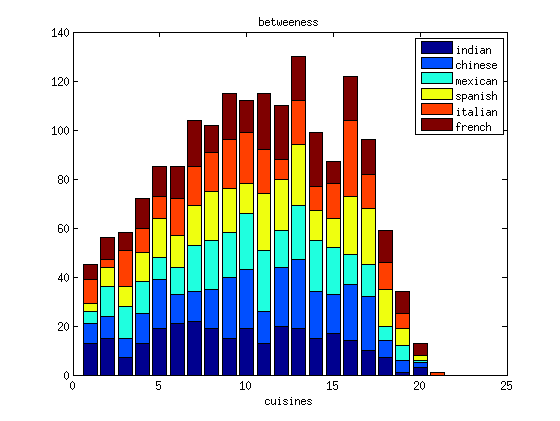 betweeness
140
120
100
80
60
40
20
0
0 5 10 15 20 25
cuisines
indian
chinese
mexican
spanish
italian
french